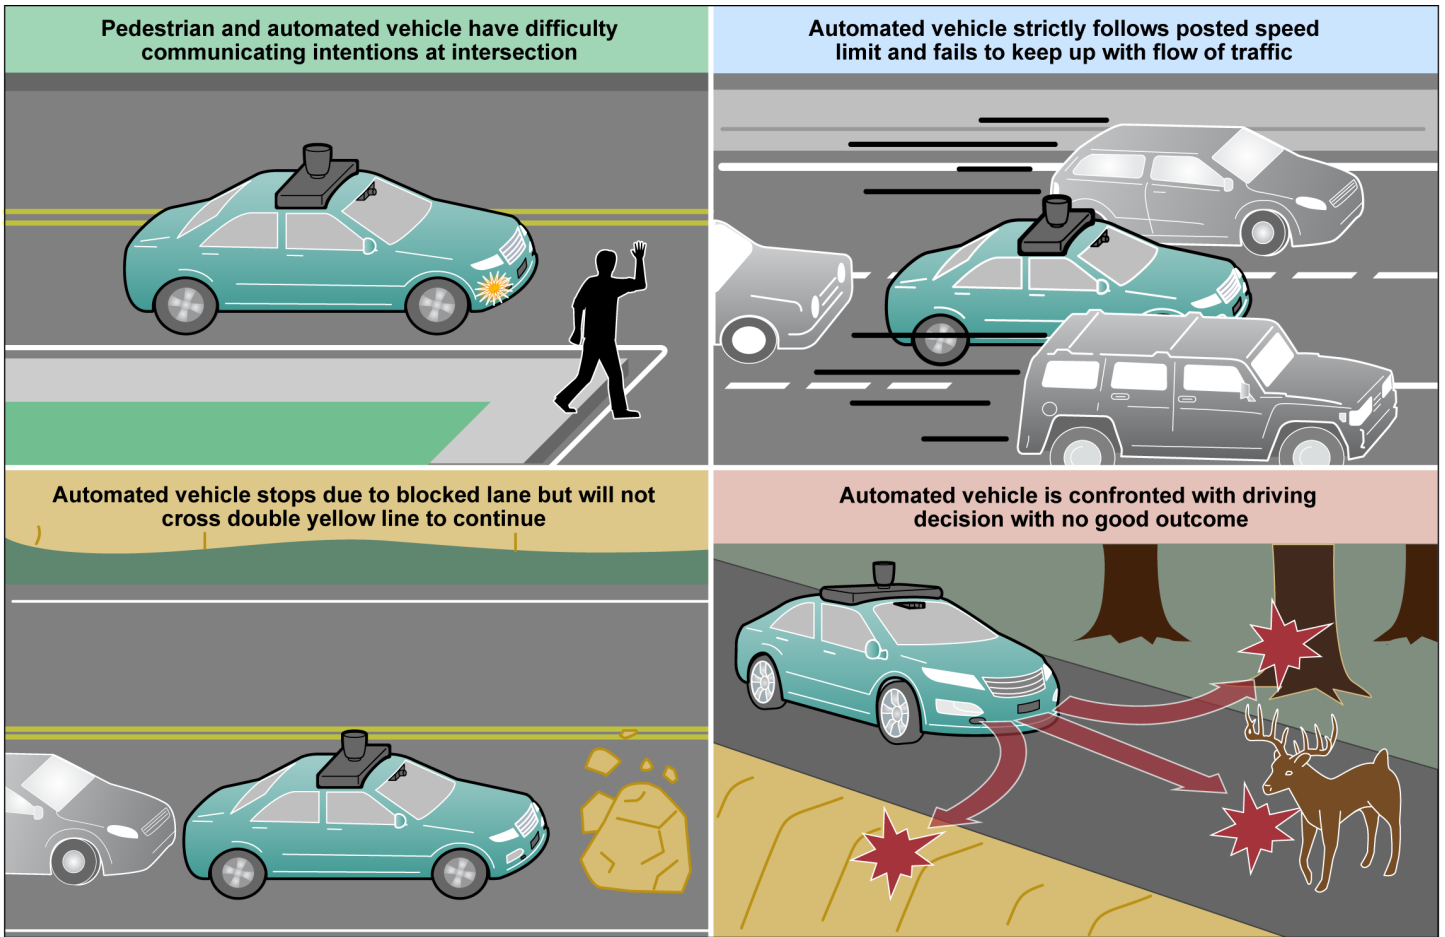 Pedestrian and automated vehicle have difficulty
communicating intentions at intersection
Automated vehicle strictly follows posted speed
limit and fails to keep up with flow of traffic
Automated vehicle stops due to blocked lane but will not
cross double yellow line to continue
Automated vehicle is confronted with driving
decision with no good outcome